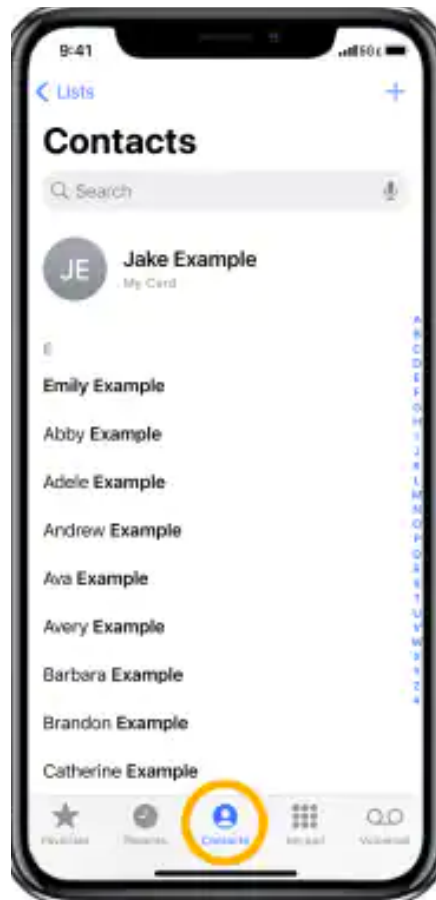 9:41
Lists
Contacts
Search
JE
Jake Example
My Card
E
Emily Example
Abby Example
Adele Example
Andrew Example
Ava Example
Avery Example
Barbara Example
Brandon Example
Catherine Example
Favorites
Recents
Contacts
Keypad
Voicemail
A
B
C
D
E
F
G
H
I
J
K
L
M
N
O
P
Q
R
S
T
U
V
W
X
Y
Z
#